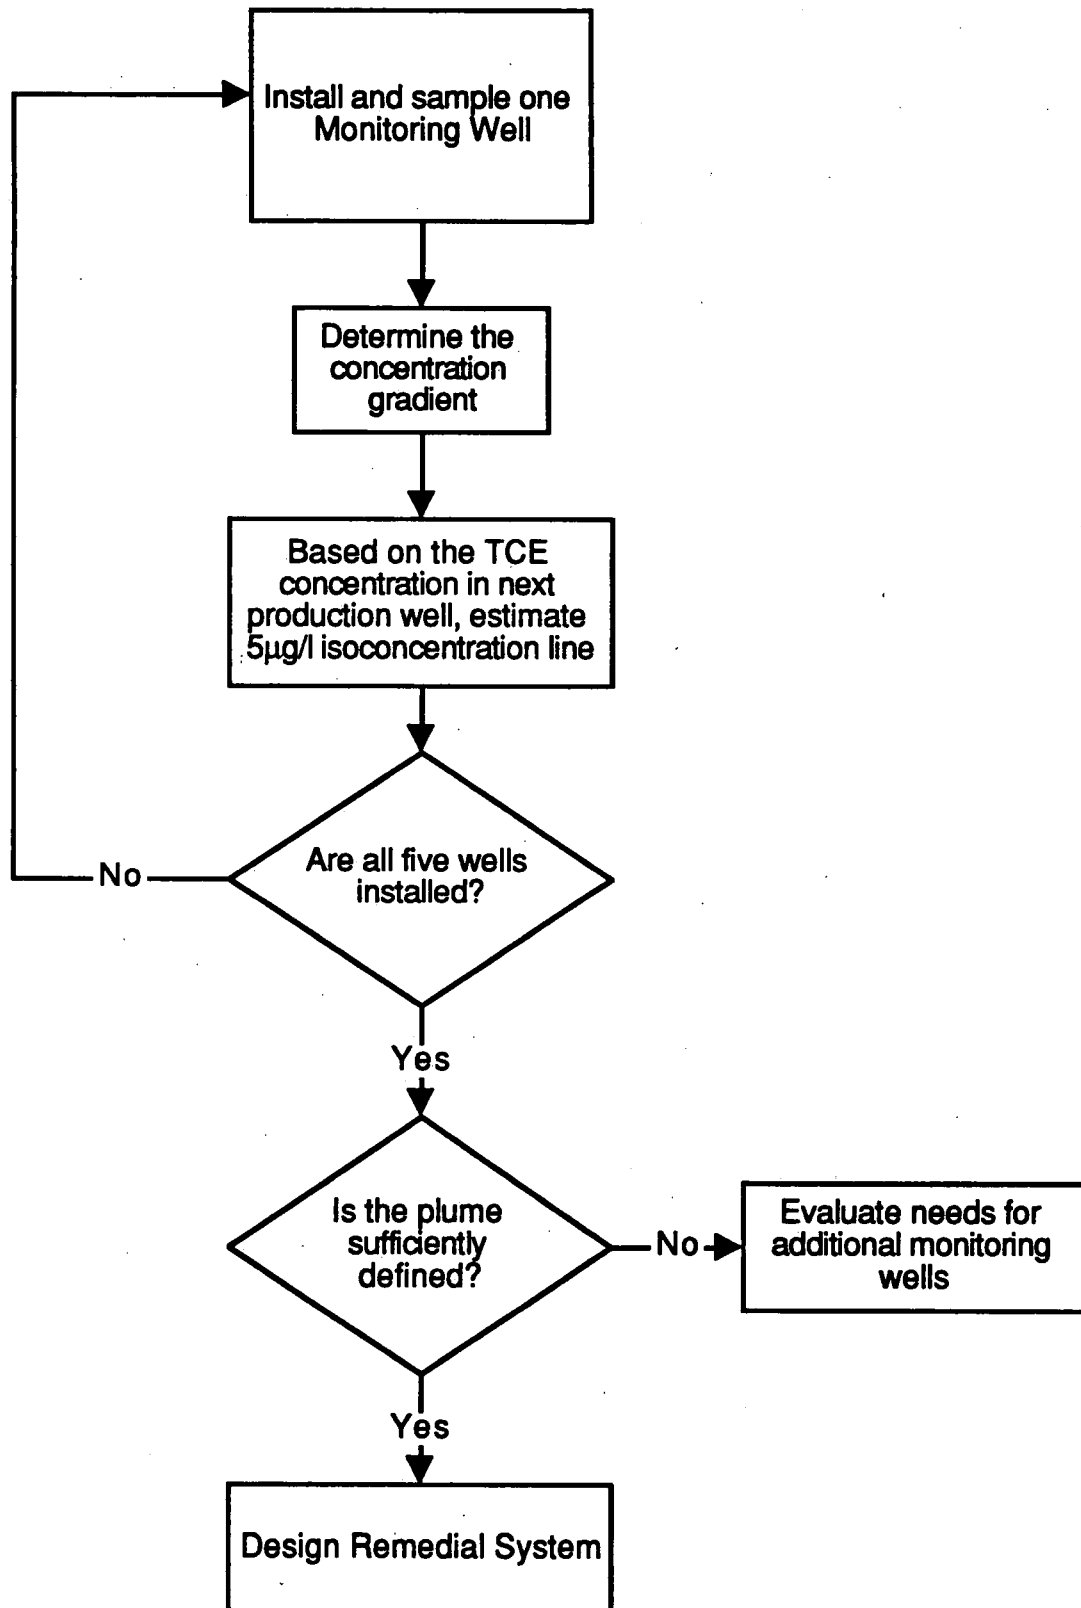 Install and sample one
Monitoring Well
Determine the
concentration
gradient
Based on the TCE
concentration in next
production well, estimate
5µg/l isoconcentration line
Are all five wells
installed?
No
Yes
Is the plume
sufficiently
defined?
No
Evaluate needs for
additional monitoring
wells
Yes
Design Remedial System